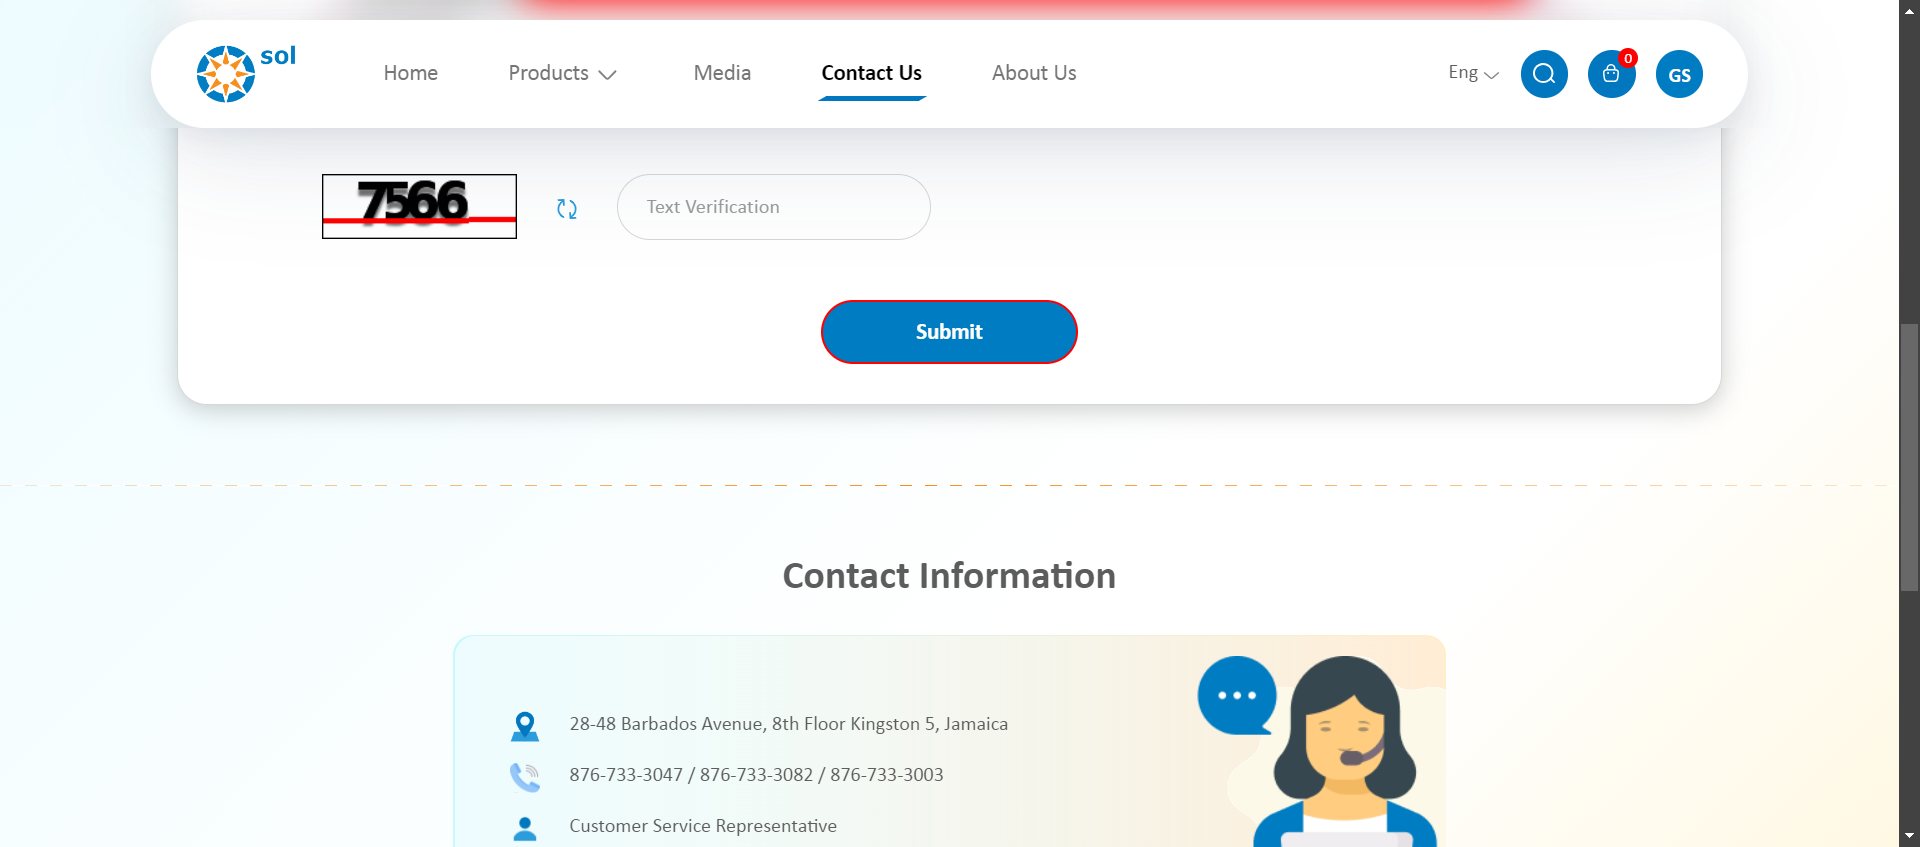 sol
Home
Products
Media
Contact Us
About Us
Eng
0
GS
7566
Text Verification
Submit
Contact Information
28-48 Barbados Avenue, 8th Floor Kingston 5, Jamaica
876-733-3047 / 876-733-3082 / 876-733-3003
Customer Service Representative